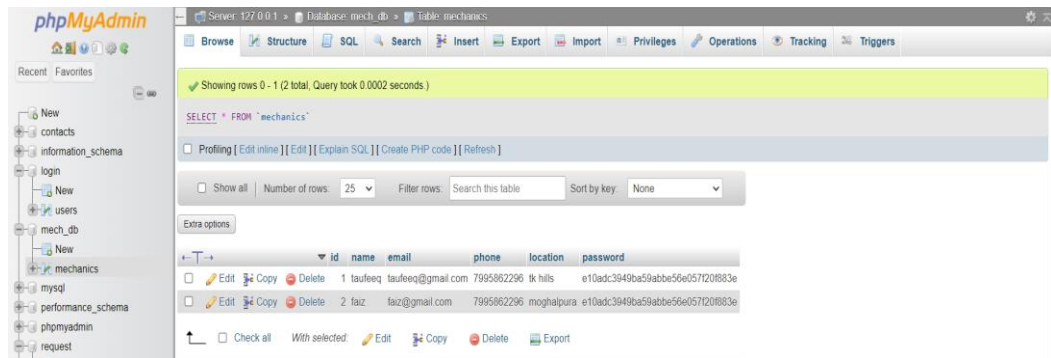 phpMyAdmin
Recent Favorites
New
contacts
information_schema
login
New
users
mech_db
New
mechanics
mysql
performance_schema
phpmyadmin
request
Server: 127.0.0.1 » Database: mech_db » Table: mechanics
Browse Structure SQL Search Insert Export Import Privileges Operations Tracking Triggers
Showing rows 0 - 1 (2 total, Query took 0.0002 seconds.)
SELECT * FROM `mechanics`
Profiling [ Edit inline ] [ Edit ] [ Explain SQL ] [ Create PHP code ] [ Refresh ]
Show all Number of rows: 25 Filter rows: Search this table Sort by key: None
Extra options
id name email phone location password
Edit Copy Delete 1 taufeeq taufeeq@gmail.com 7995862296 tk hills e10adc3949ba59abbe56e057f20f883e
Edit Copy Delete 2 faiz faiz@gmail.com 7995862296 moghalpura e10adc3949ba59abbe56e057f20f883e
Check all With selected: Edit Copy Delete Export